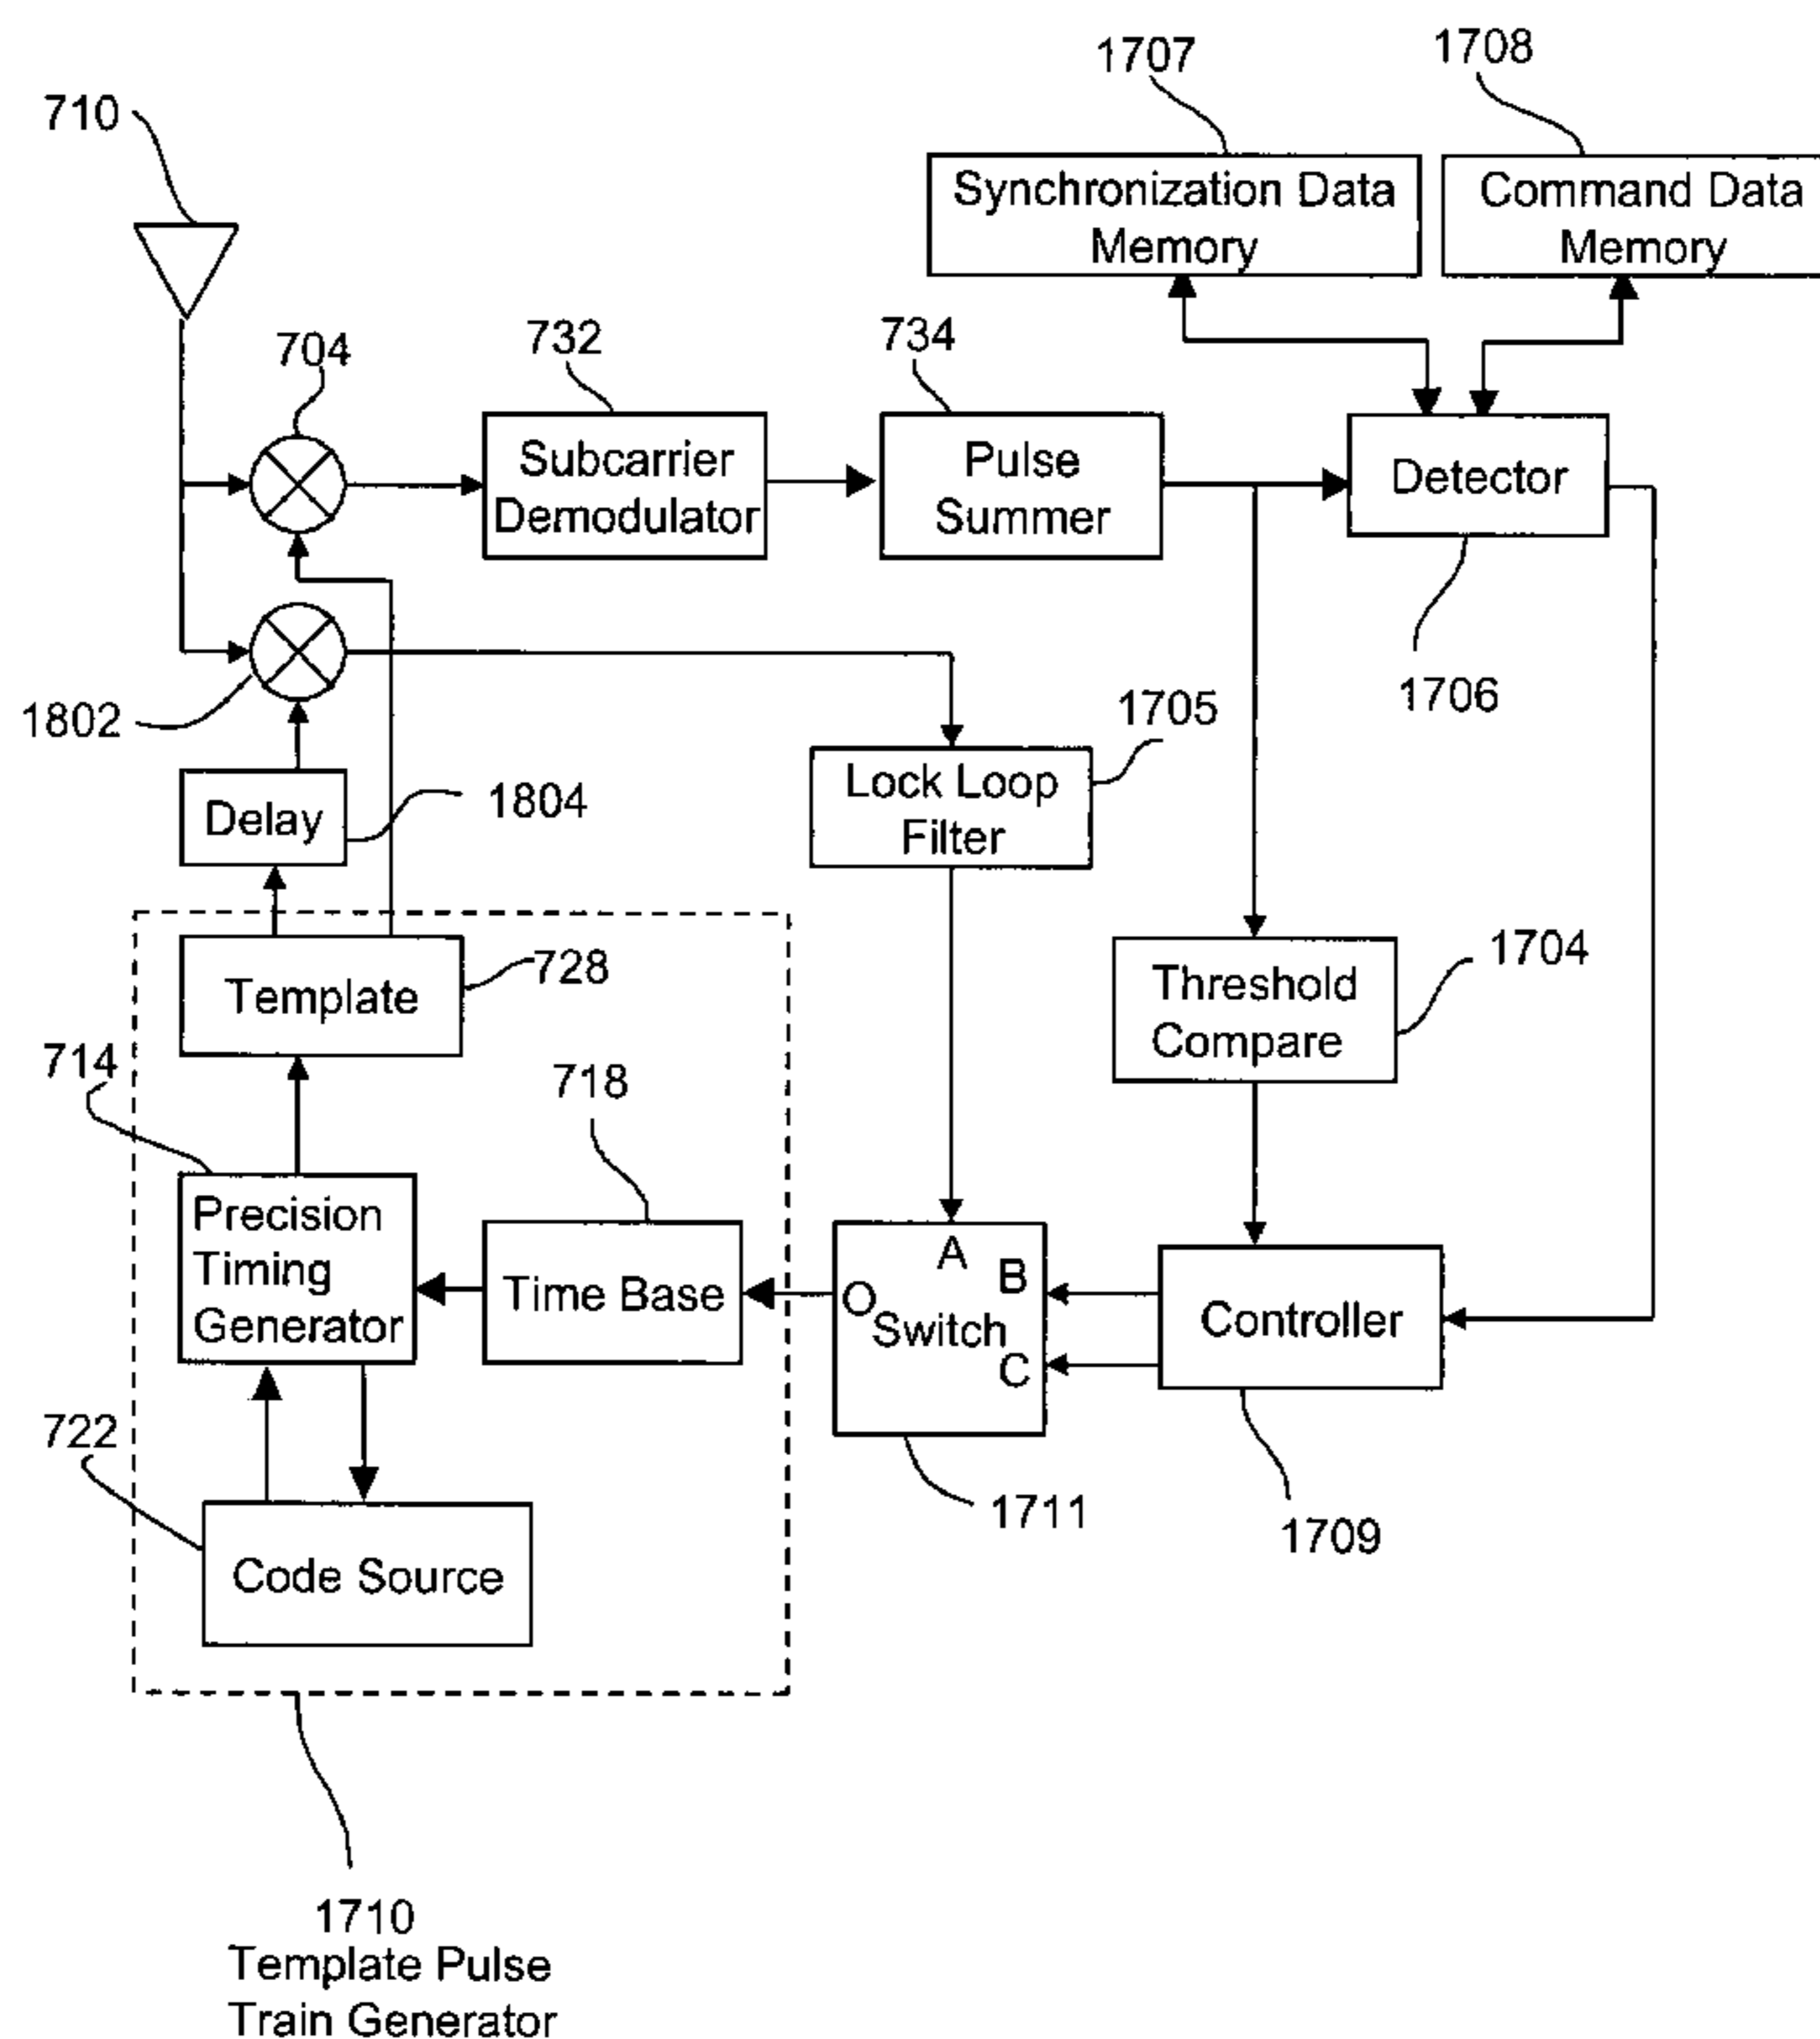 1707
1708
710
Synchronization Data
Memory
Command Data
Memory
704
732
734
Subcarrier
Demodulator
Pulse
Summer
Detector
1802
1705
1706
Delay
1804
Lock Loop
Filter
Template
728
Threshold
Compare
1704
714
718
Precision
Timing
Generator
Time Base
A
B
O
Switch
C
Controller
722
Code Source
1711
1709
1710
Template Pulse
Train Generator